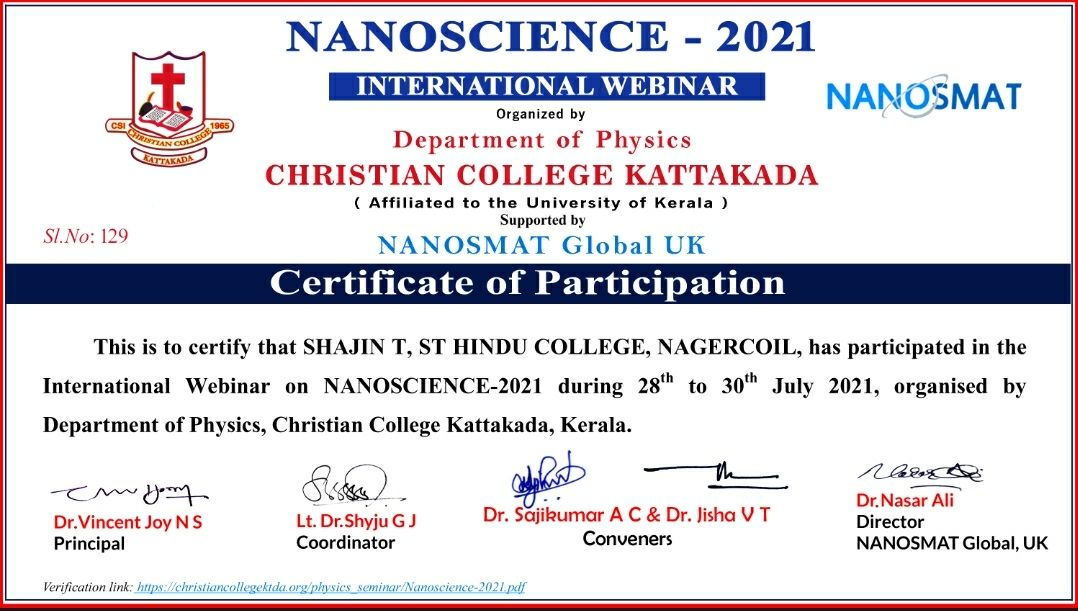 NANOSCIENCE - 2021
INTERNATIONAL WEBINAR
Organized by
Department of Physics
CHRISTIAN COLLEGE KATTAKADA
( Affiliated to the University of Kerala )
Supported by
NANOSMAT Global UK
CSI CHRISTIAN COLLEGE 1965
KATTAKADA
NANOSMAT
Sl.No: 129
Certificate of Participation
This is to certify that SHAJIN T, ST HINDU COLLEGE, NAGERCOIL, has participated in the
International Webinar on NANOSCIENCE-2021 during 28th to 30th July 2021, organised by
Department of Physics, Christian College Kattakada, Kerala.
Dr.Vincent Joy N S
Principal
Lt. Dr.Shyju G J
Coordinator
Dr. Sajikumar A C & Dr. Jisha V T
Conveners
Dr.Nasar Ali
Director
NANOSMAT Global, UK
Verification link: https://christiancollegektda.org/physics_seminar/Nanoscience-2021.pdf